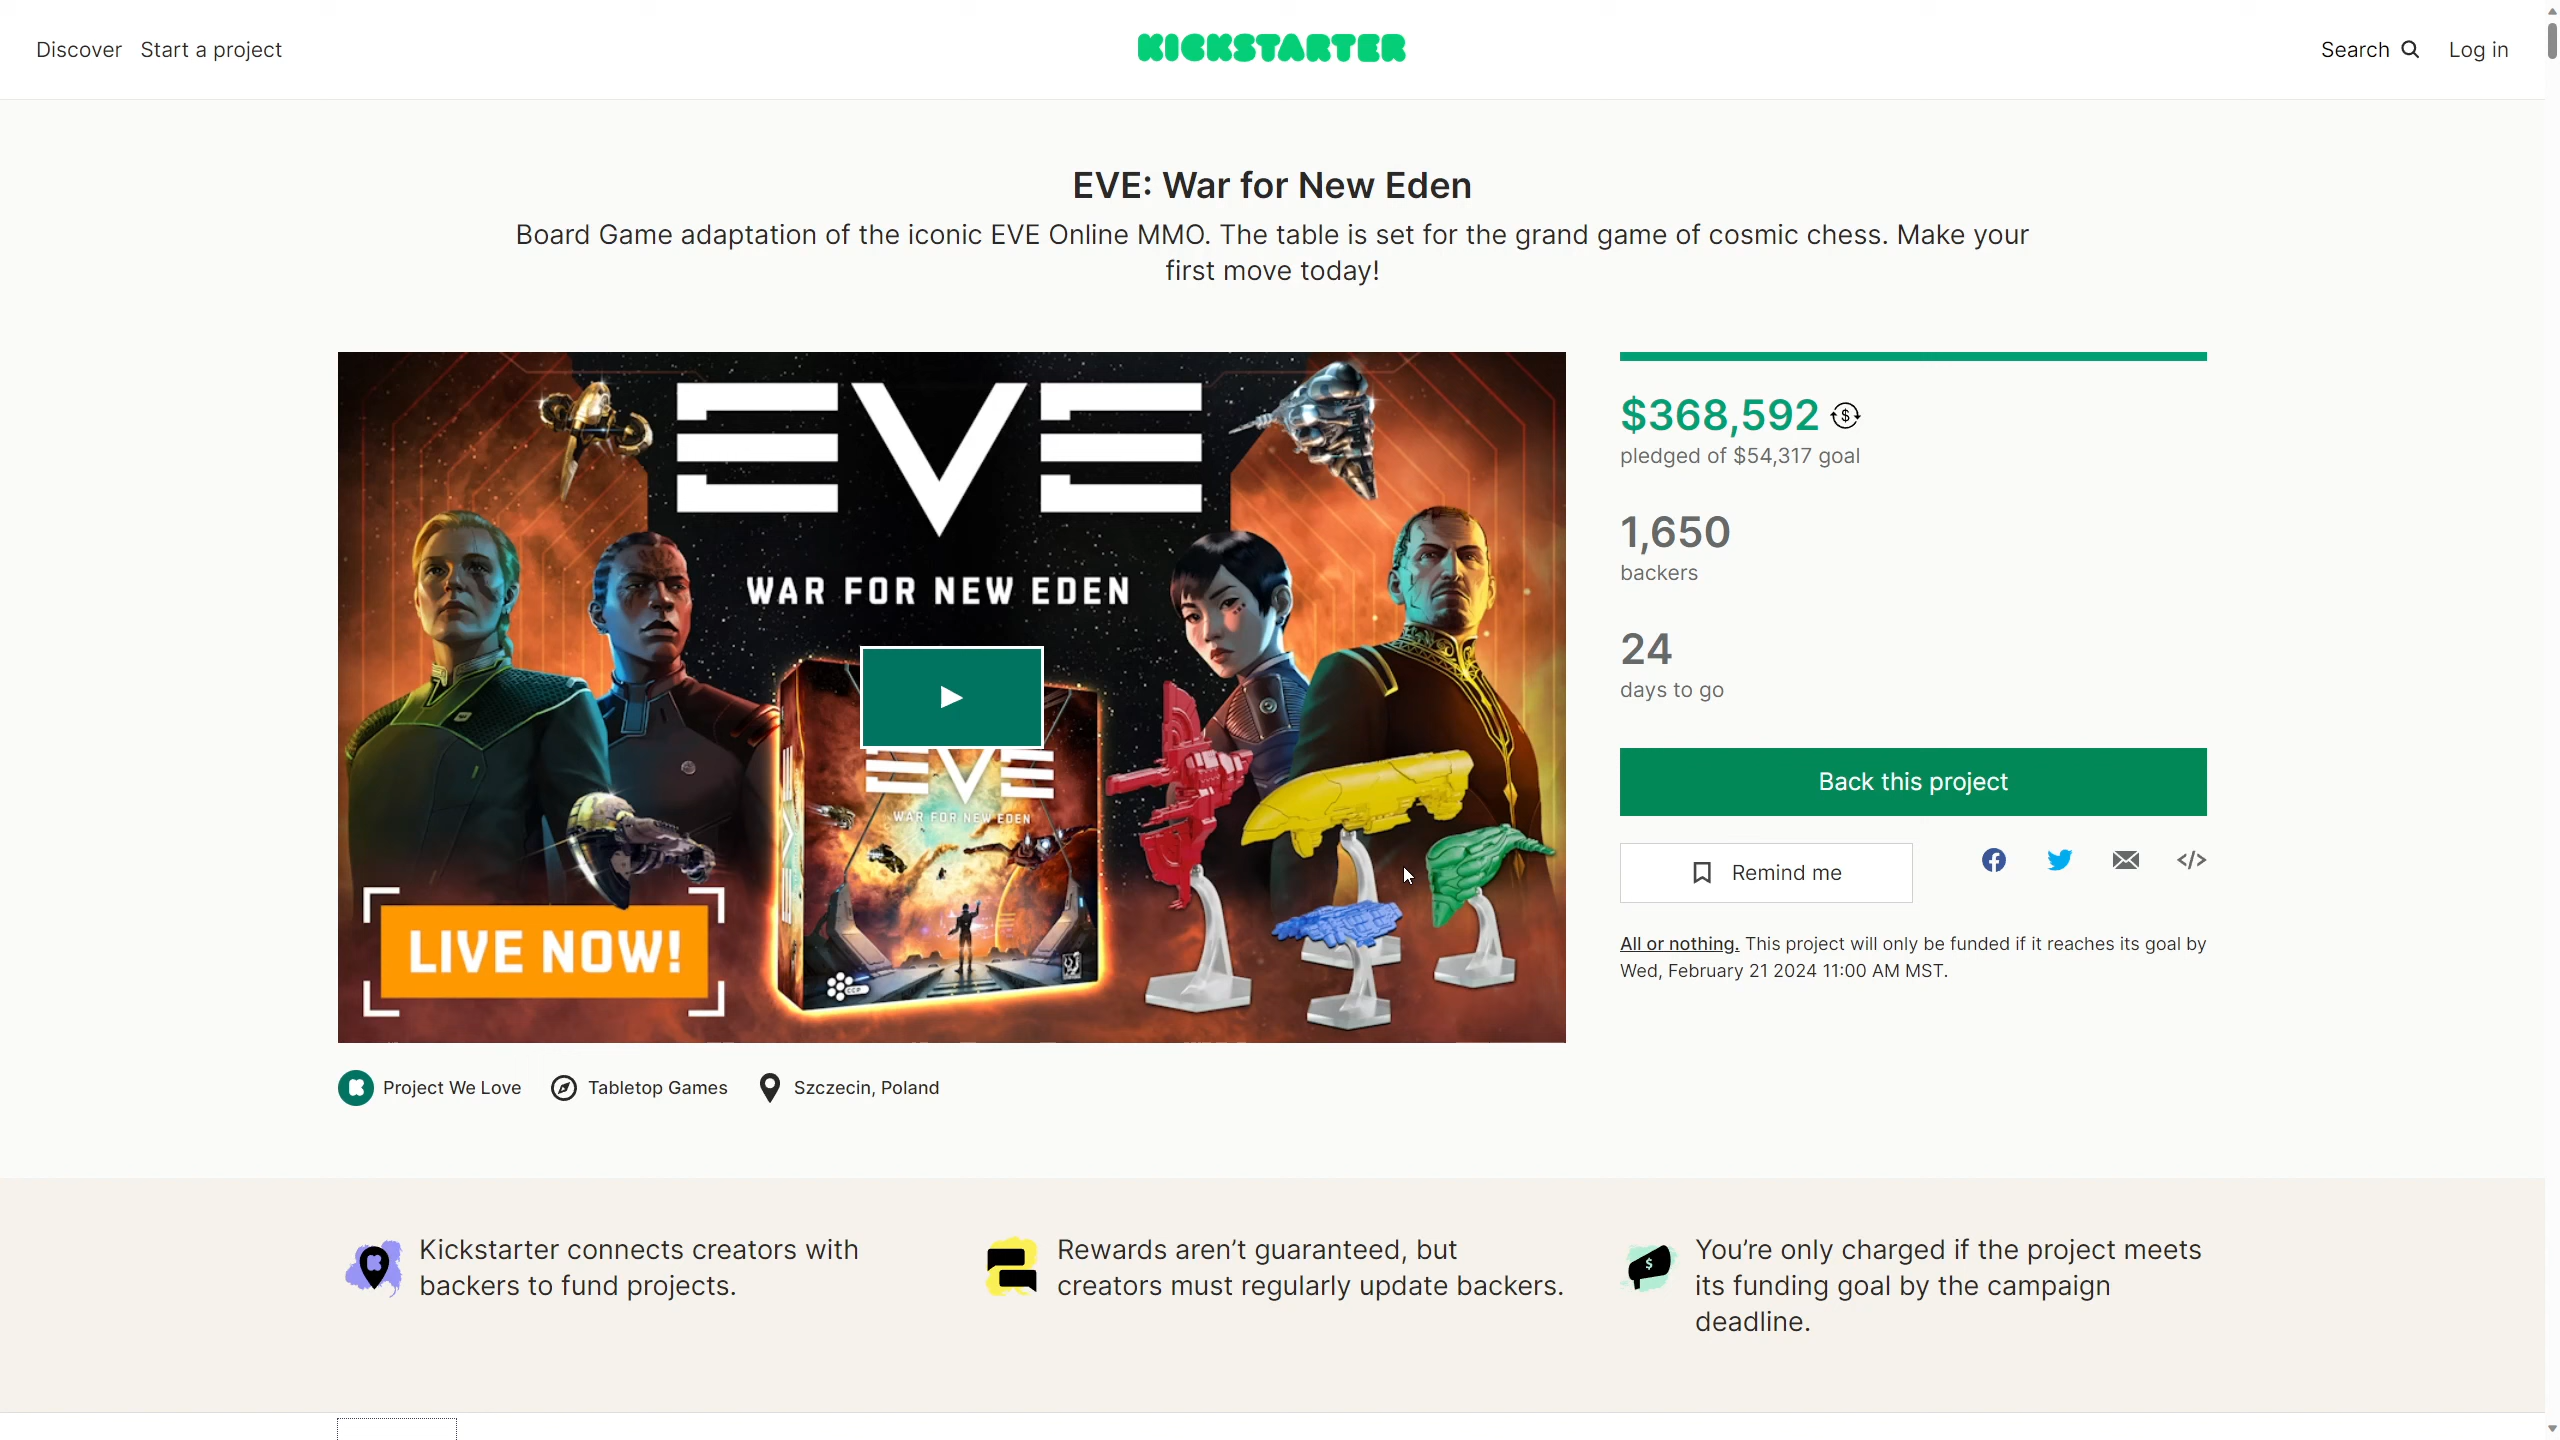 Discover Start a project
KICKSTARTER
Search Log in
EVE: War for New Eden
Board Game adaptation of the iconic EVE Online MMO. The table is set for the grand game of cosmic chess. Make your
first move today!
EVE
WAR FOR NEW EDEN
EVE
WAR FOR NEW EDEN
CCP
LIVE NOW!
$368,592
pledged of $54,317 goal
1,650
backers
24
days to go
Back this project
Remind me
All or nothing. This project will only be funded if it reaches its goal by
Wed, February 21 2024 11:00 AM MST.
Project We Love Tabletop Games Szczecin, Poland
Kickstarter connects creators with
backers to fund projects.
Rewards aren’t guaranteed, but
creators must regularly update backers.
You’re only charged if the project meets
its funding goal by the campaign
deadline.